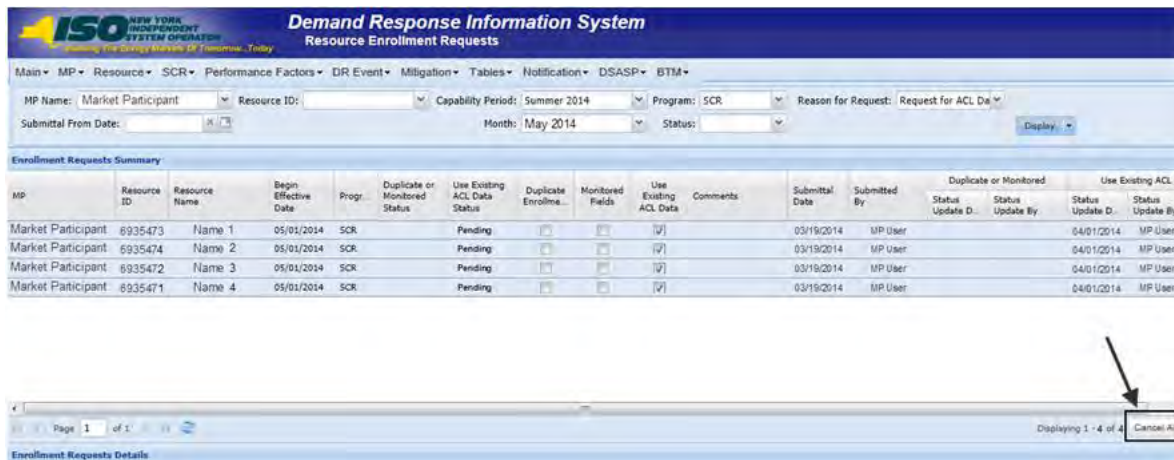 ISO NEW YORK INDEPENDENT SYSTEM OPERATOR
Building The Energy Markets Of Tomorrow...Today
Demand Response Information System
Resource Enrollment Requests
Main MP Resource SCR Performance Factors DR Event Mitigation Tables Notification DSASP BTM
MP Name: Market Participant Resource ID: Capability Period: Summer 2014 Program: SCR Reason for Request: Request for ACL Da
Submittal From Date: Month: May 2014 Status: Display
Enrollment Requests Summary
MP Resource ID Resource Name Begin Effective Date Progr... Duplicate or Monitored Status Use Existing ACL Data Status Duplicate Enrollme... Monitored Fields Use Existing ACL Data Comments Submittal Date Submitted By Duplicate or Monitored Status Update D... Status Update By Use Existing ACL Status Update D... Status Update By
Market Participant 6935473 Name 1 05/01/2014 SCR Pending 03/19/2014 MP User 04/01/2014 MP User
Market Participant 6935474 Name 2 05/01/2014 SCR Pending 03/19/2014 MP User 04/01/2014 MP User
Market Participant 6935472 Name 3 05/01/2014 SCR Pending 03/19/2014 MP User 04/01/2014 MP User
Market Participant 6935471 Name 4 05/01/2014 SCR Pending 03/19/2014 MP User 04/01/2014 MP User
Page 1 of 1 Displaying 1 - 4 of 4 Cancel Al
Enrollment Requests Details